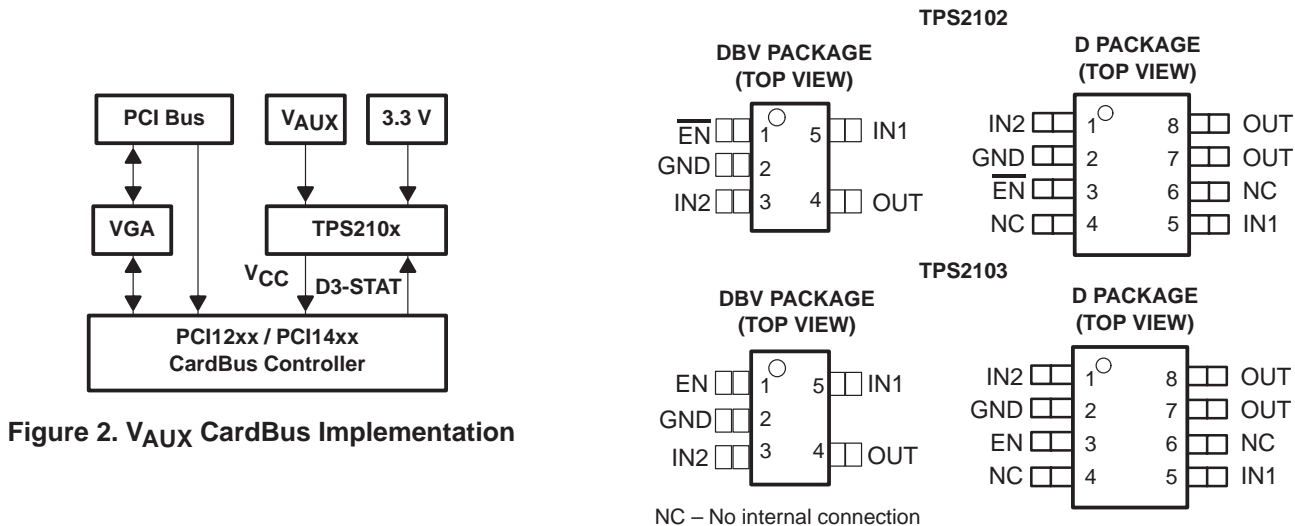 PCI Bus
VAUX
3.3 V
VGA
TPS210x
VCC
D3-STAT
PCI12xx / PCI14xx
CardBus Controller
Figure 2. VAUX CardBus Implementation
TPS2102
DBV PACKAGE
(TOP VIEW)
EN 1 5 IN1
GND 2
IN2 3 4 OUT
D PACKAGE
(TOP VIEW)
IN2 1 8 OUT
GND 2 7 OUT
EN 3 6 NC
NC 4 5 IN1
TPS2103
DBV PACKAGE
(TOP VIEW)
EN 1 5 IN1
GND 2
IN2 3 4 OUT
D PACKAGE
(TOP VIEW)
IN2 1 8 OUT
GND 2 7 OUT
EN 3 6 NC
NC 4 5 IN1
NC – No internal connection